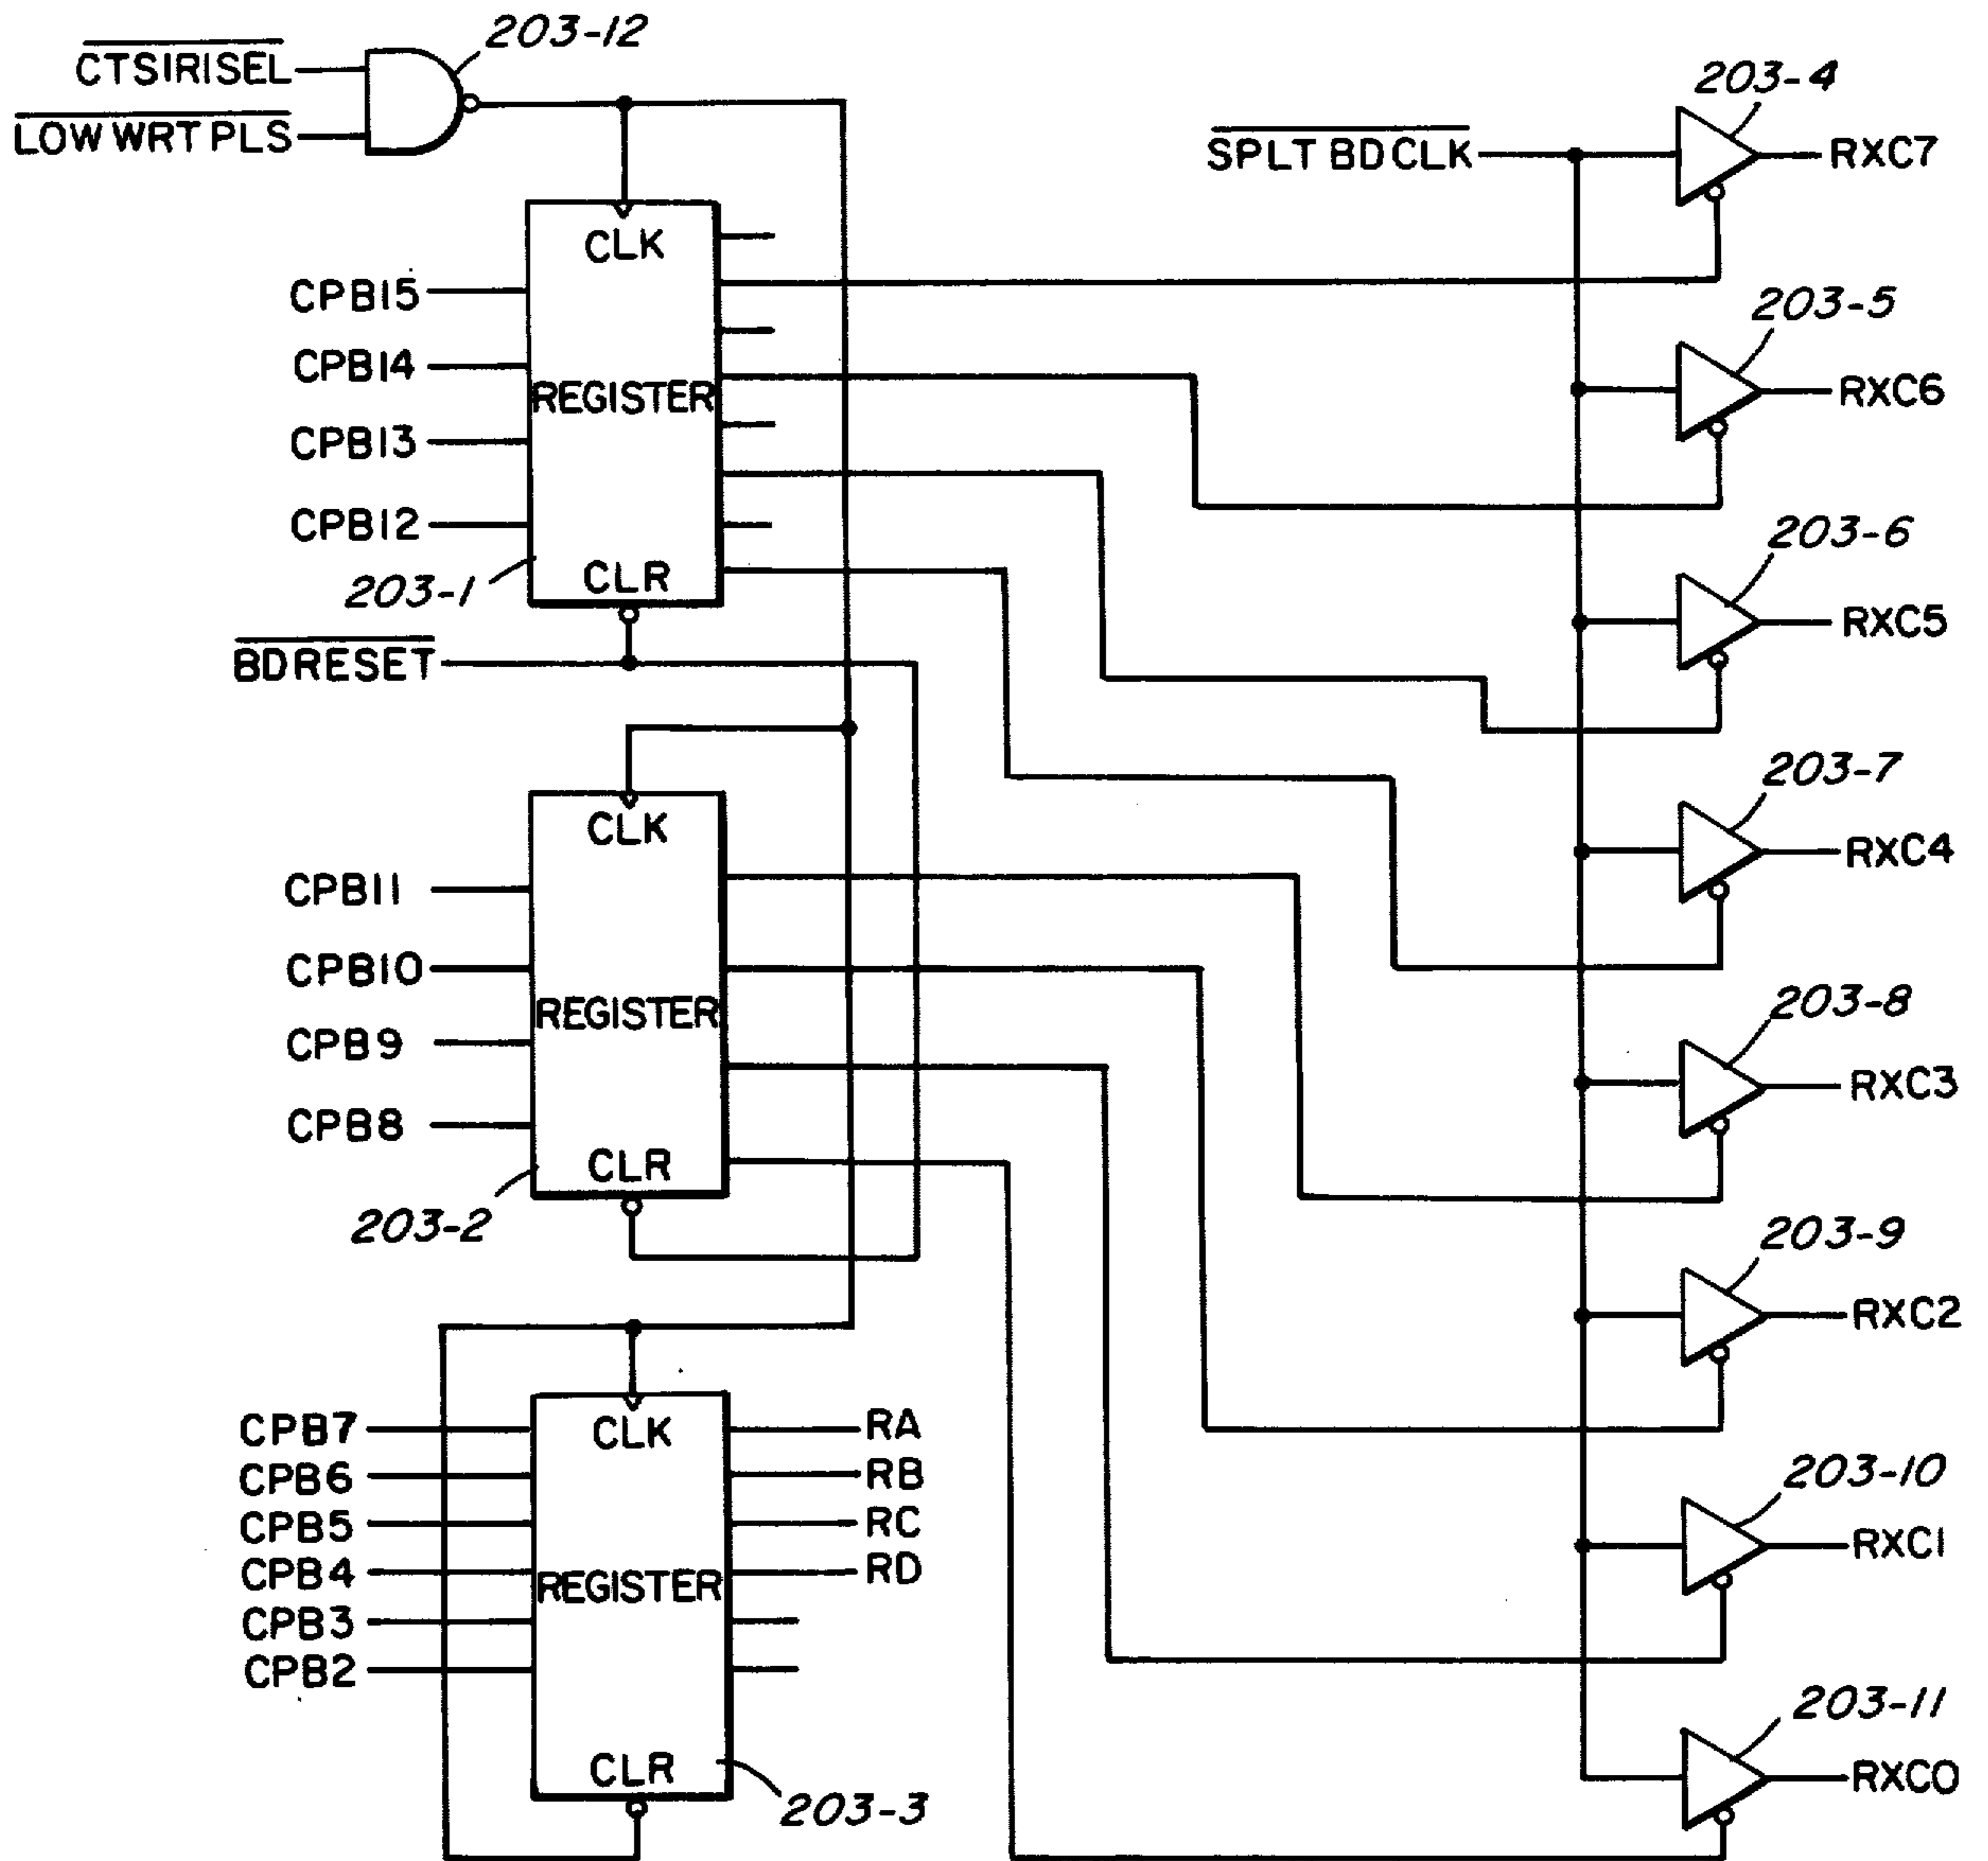 203-12
CTSIRISEL
LOW WRT PLS
203-4
SPLT BD CLK
RXC7
CLK
CPB15
203-5
CPB14
REGISTER
RXC6
CPB13
CPB12
203-6
CLR
203-1
RXC5
BDRESET
203-7
CLK
RXC4
CPB11
CPB10
203-8
REGISTER
CPB9
RXC3
CPB8
CLR
203-2
203-9
RXC2
CPB7
CLK
RA
CPB6
RB
203-10
CPB5
RC
RXC1
CPB4
REGISTER
RD
CPB3
CPB2
203-11
CLR
203-3
RXC0